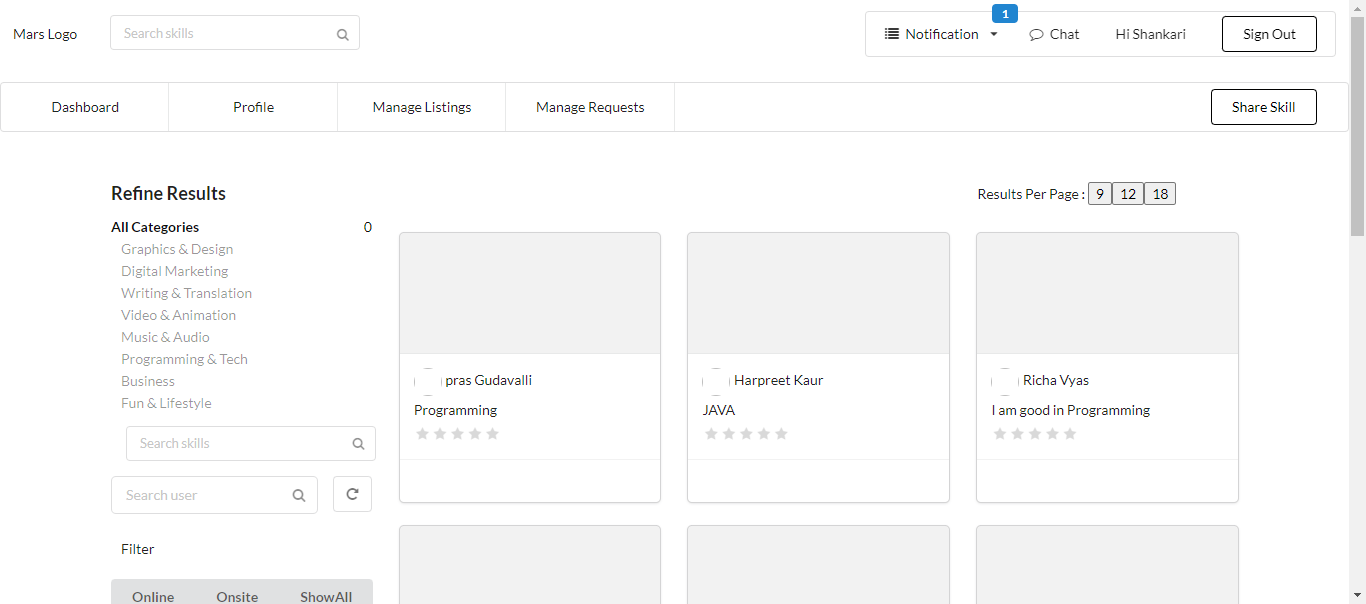 1
Mars Logo Search skills Notification Chat Hi Shankari Sign Out
Dashboard Profile Manage Listings Manage Requests Share Skill
Refine Results Results Per Page : 9 12 18
All Categories 0
Graphics & Design
Digital Marketing
Writing & Translation
Video & Animation
Music & Audio
Programming & Tech
Business
Fun & Lifestyle
Search skills
Search user
Filter
Online Onsite ShowAll
pras Gudavalli
Programming
Harpreet Kaur
JAVA
Richa Vyas
I am good in Programming